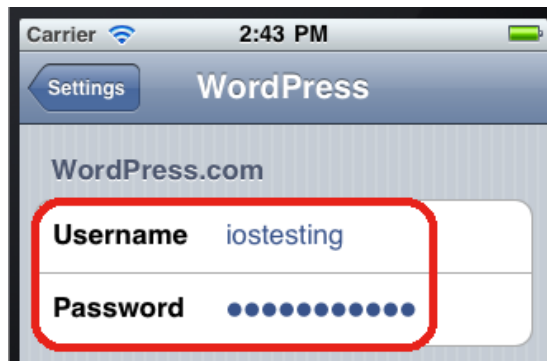 Carrier 2:43 PM
Settings WordPress
WordPress.com
Username iostesting
Password ●●●●●●●●●●●